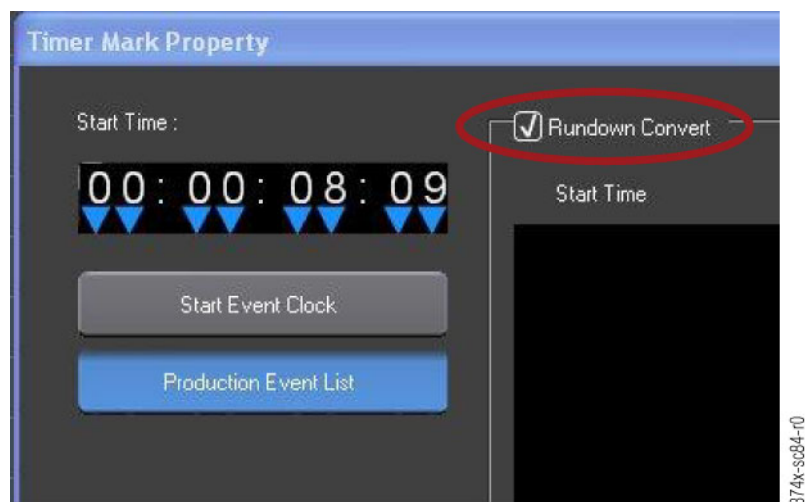 Timer Mark Property
Start Time :
Rundown Convert
00: 00: 08: 09
Start Time
Start Event Clock
Production Event List
874x-sc84-r0